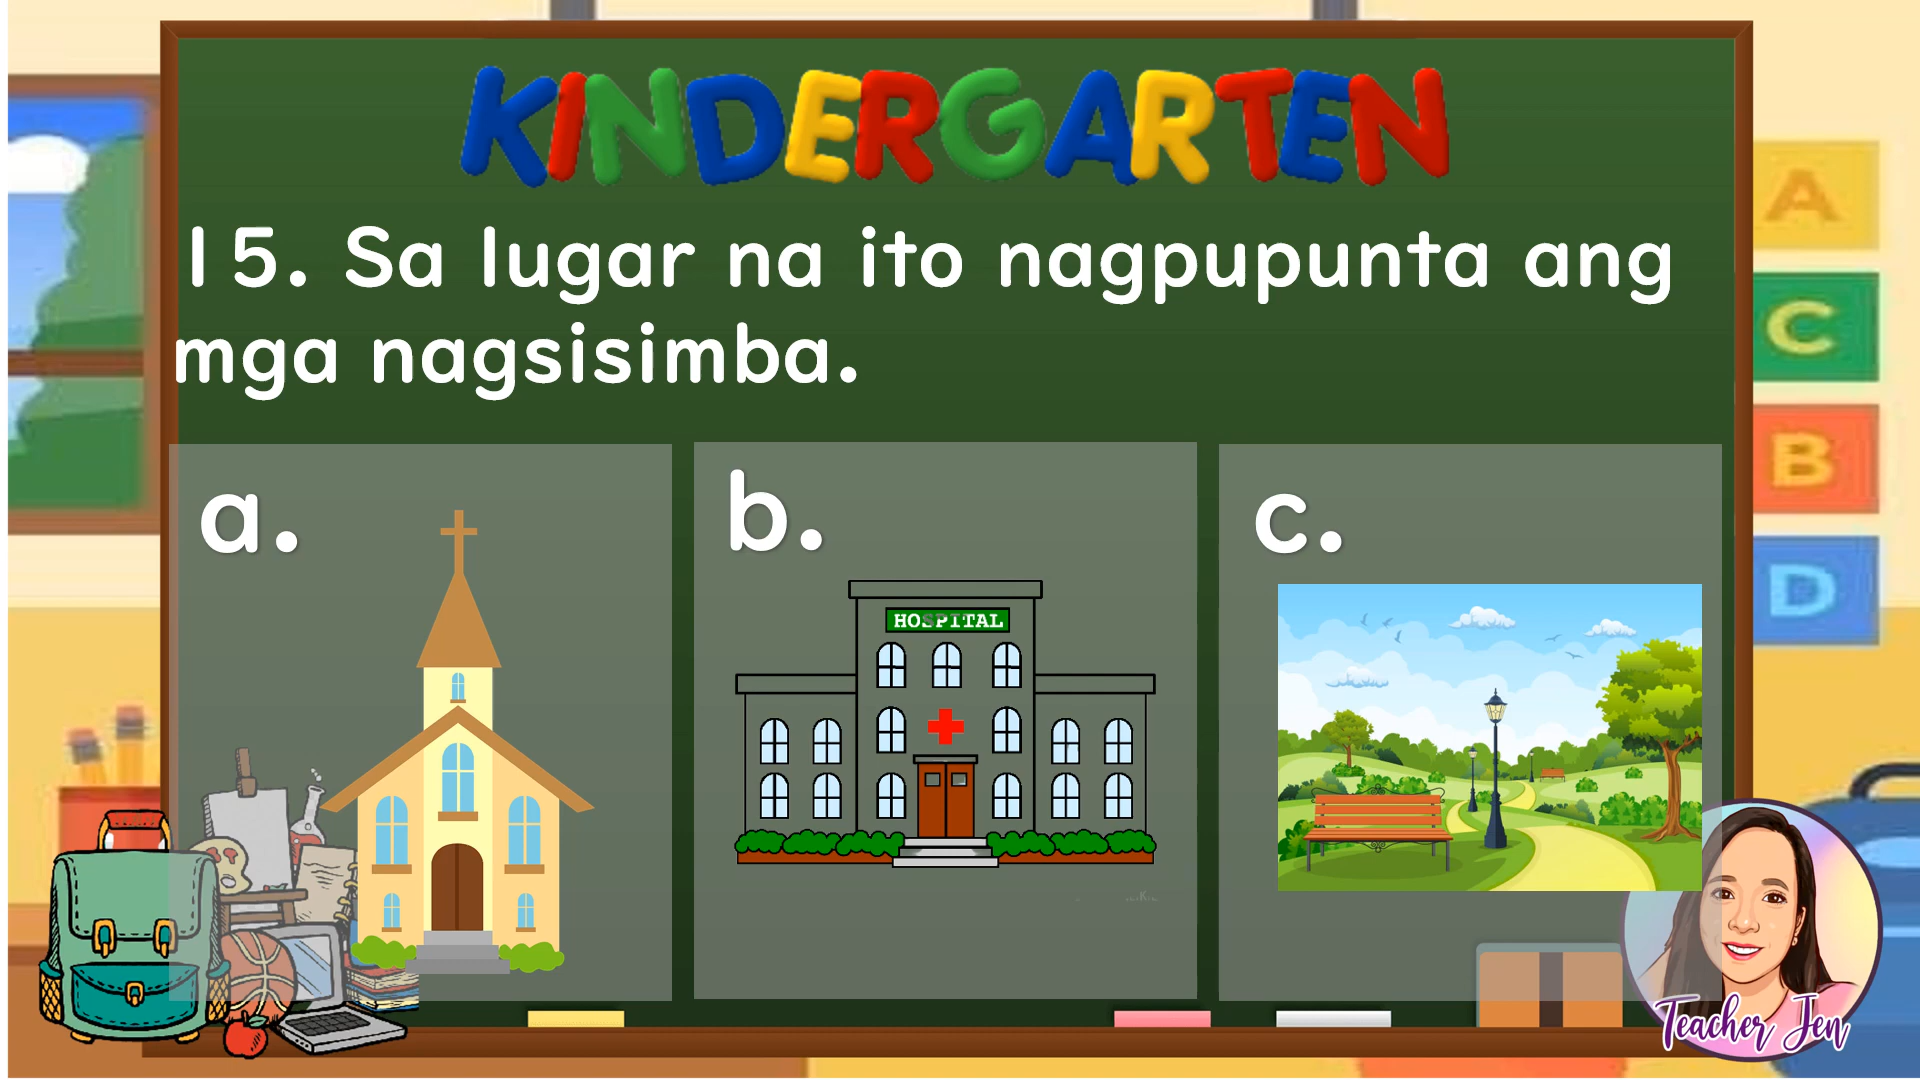 KINDERGARTEN
15. Sa lugar na ito nagpupunta ang
mga nagsisimba.
a.
b.
c.
HOSPITAL
A
C
B
D
Teacher Jen